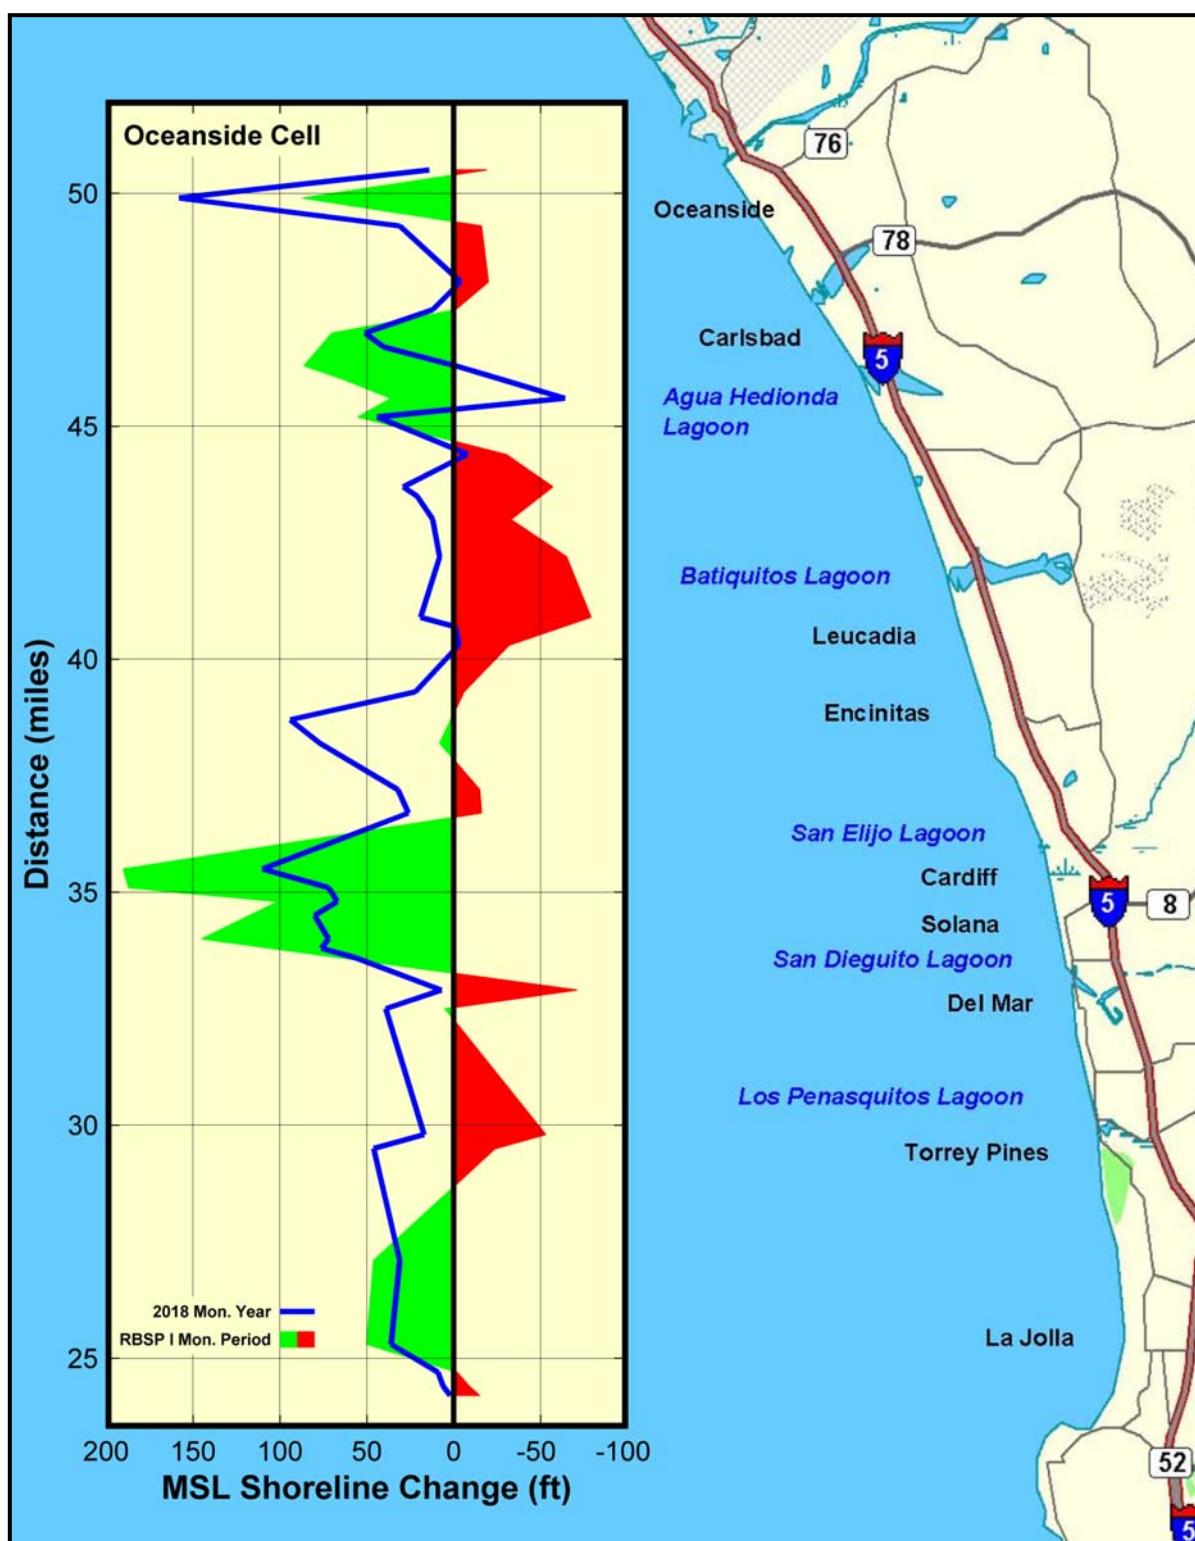 Oceanside Cell
50
45
40
35
30
25
Distance (miles)
2018 Mon. Year
RBSP I Mon. Period
200 150 100 50 0 -50 -100
MSL Shoreline Change (ft)
76
Oceanside
78
Carlsbad
5
Agua Hedionda
Lagoon
Batiquitos Lagoon
Leucadia
Encinitas
San Elijo Lagoon
Cardiff
5
8
Solana
San Dieguito Lagoon
Del Mar
Los Penasquitos Lagoon
Torrey Pines
La Jolla
52
5